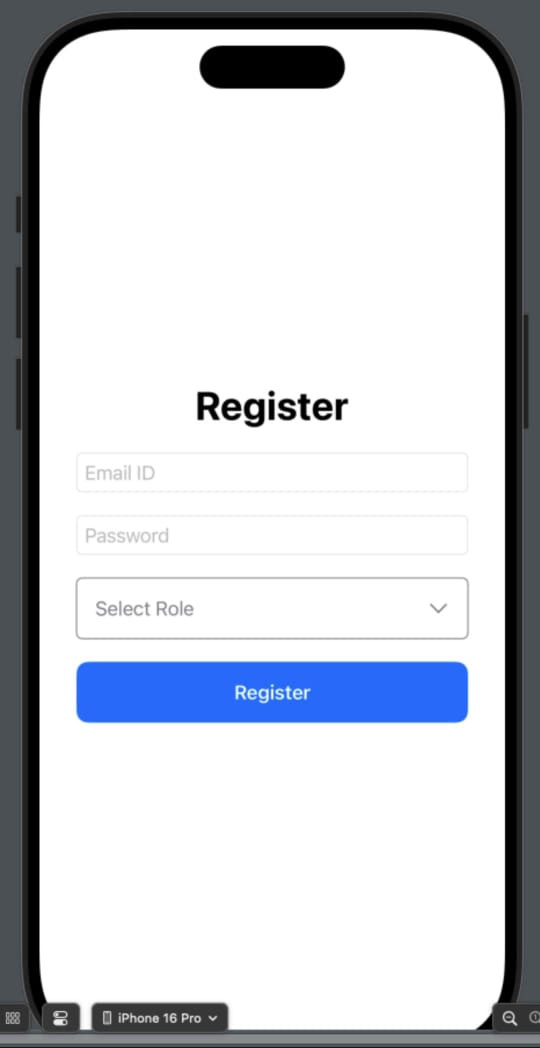 Register
Email ID
Password
Select Role
Register
iPhone 16 Pro